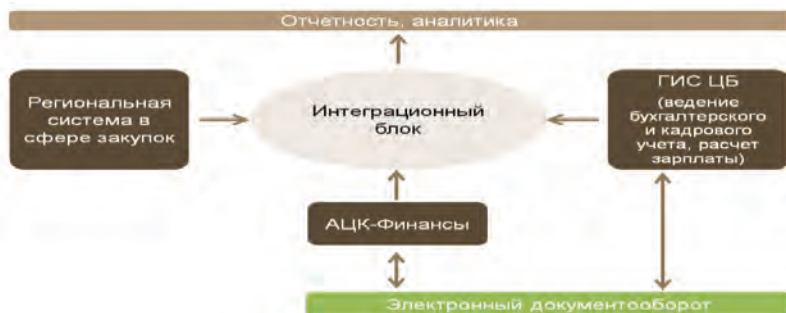 Отчетность, аналитика
Региональная
система в
сфере закупок
Интеграционный
блок
ГИС ЦБ
(ведение
бухгалтерского
и кадрового
учета, расчет
зарплаты)
АЦК-Финансы
Электронный документооборот